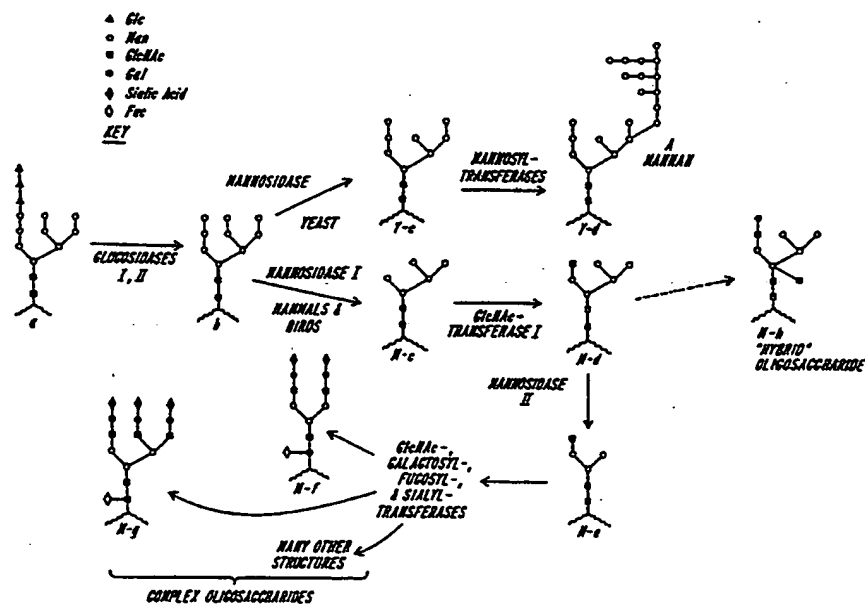 Glc
Man
GlcNAc
Gal
Sialic Acid
Fuc
KEY
MANNOSIDASE
YEAST
Y-c
MANNOSYL-
TRANSFERASES
Y-d
A
MANNAN
a
GLUCOSIDASES
I, II
b
MANNOSIDASE I
MAMMALS &
BIRDS
M-c
GlcNAc-
TRANSFERASE I
M-d
M-h
"HYBRID"
OLIGOSACCHARIDE
MANNOSIDASE
II
M-e
GlcNAc-,
GALACTOSYL-,
FUCOSYL-,
& SIALYL-
TRANSFERASES
M-f
M-g
MANY OTHER
STRUCTURES
COMPLEX OLIGOSACCHARIDES